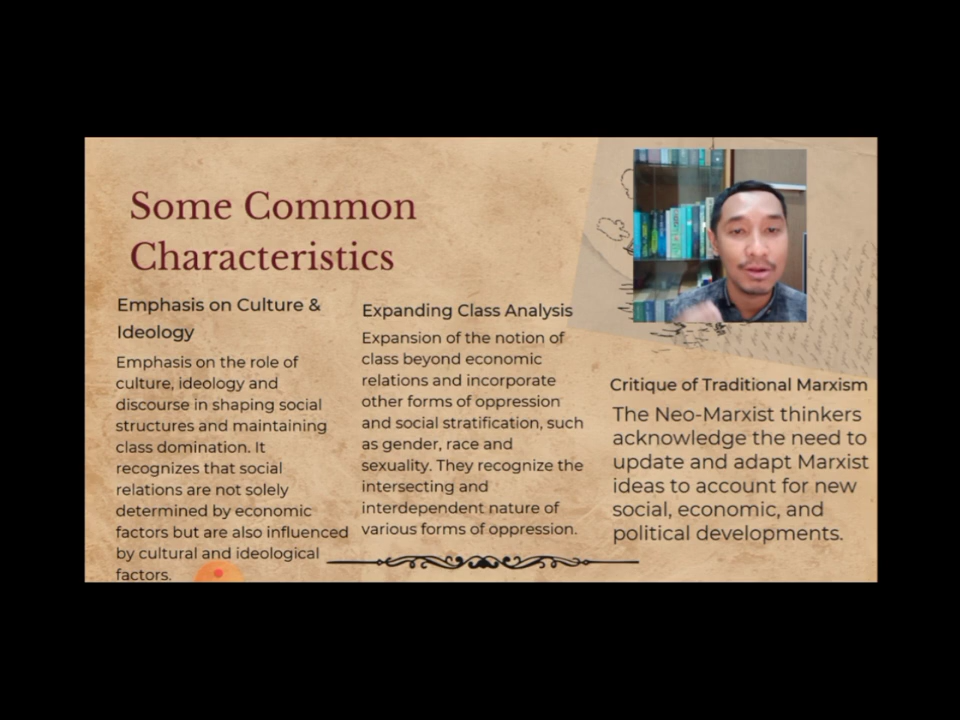 Some Common
Characteristics
Emphasis on Culture &
Ideology
Emphasis on the role of
culture, ideology and
discourse in shaping social
structures and maintaining
class domination. It
recognizes that social
relations are not solely
determined by economic
factors but are also influenced
by cultural and ideological
factors.
Expanding Class Analysis
Expansion of the notion of
class beyond economic
relations and incorporate
other forms of oppression
and social stratification, such
as gender, race and
sexuality. They recognize the
intersecting and
interdependent nature of
various forms of oppression.
Critique of Traditional Marxism
The Neo-Marxist thinkers
acknowledge the need to
update and adapt Marxist
ideas to account for new
social, economic, and
political developments.